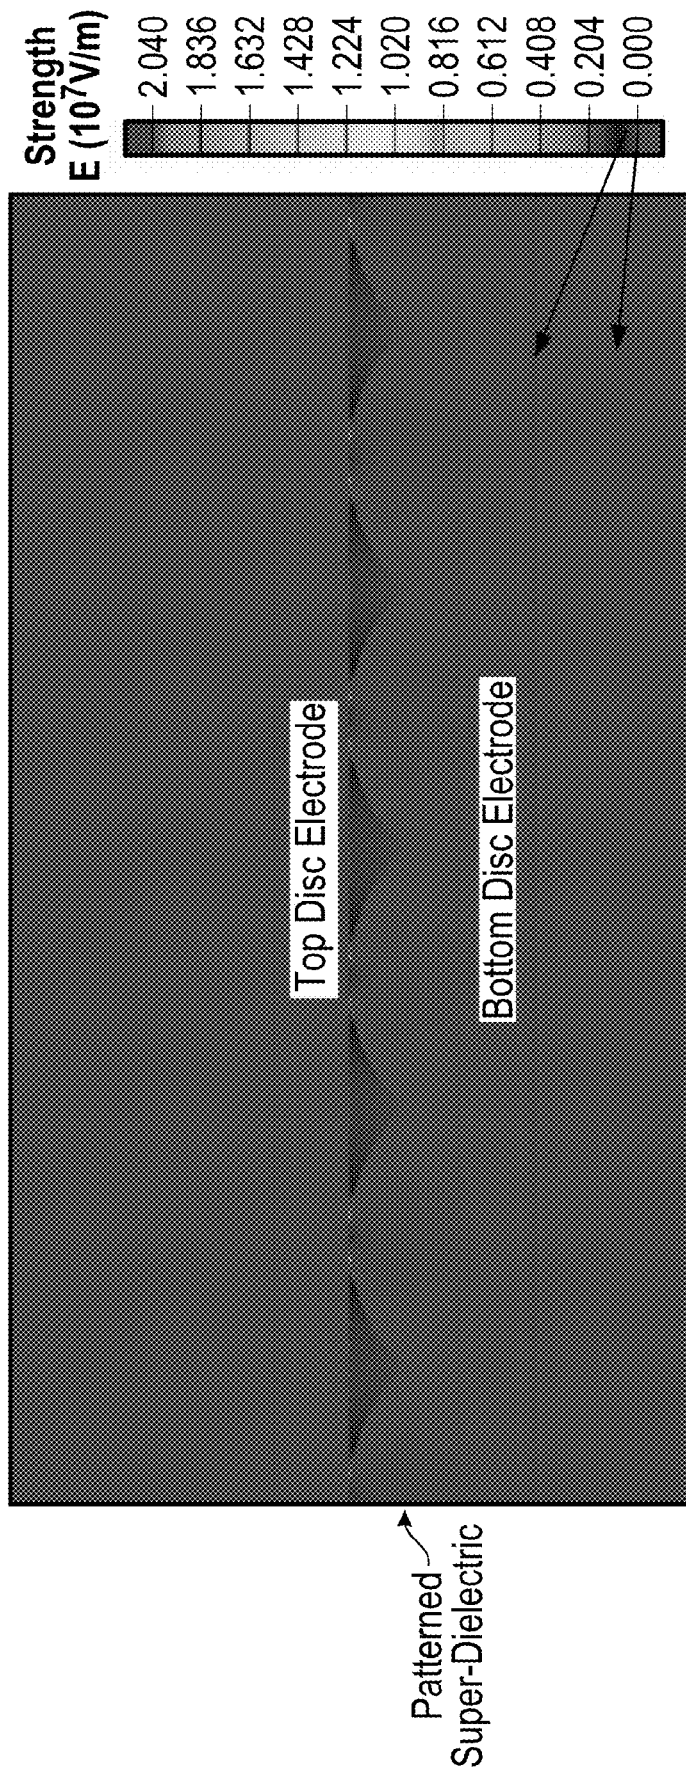 Strength
E (10⁷V/m)
2.040
1.836
1.632
1.428
1.224
1.020
0.816
0.612
0.408
0.204
0.000
Top Disc Electrode
Bottom Disc Electrode
Patterned
Super-Dielectric